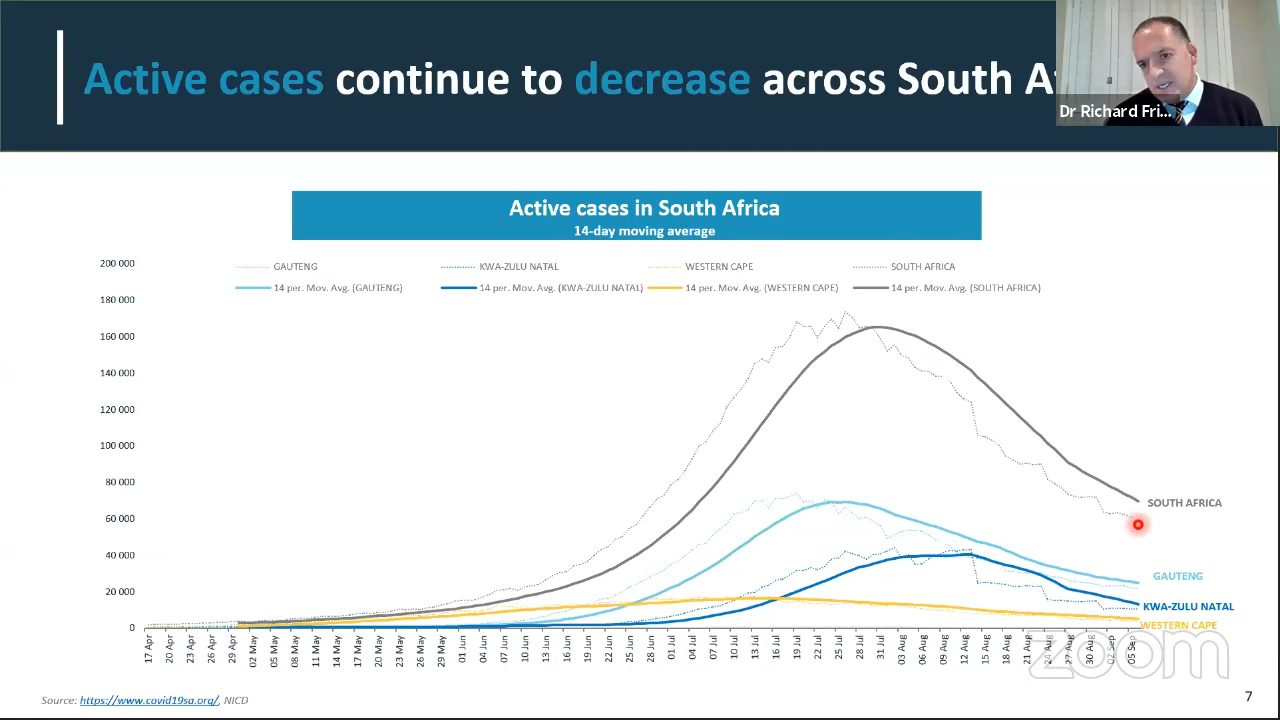 Active cases continue to decrease across South Af
Dr Richard Fri...
Active cases in South Africa
14-day moving average
GAUTENG
KWA-ZULU NATAL
WESTERN CAPE
SOUTH AFRICA
14 per. Mov. Avg. (GAUTENG)
14 per. Mov. Avg. (KWA-ZULU NATAL)
14 per. Mov. Avg. (WESTERN CAPE)
14 per. Mov. Avg. (SOUTH AFRICA)
200 000
180 000
160 000
140 000
120 000
100 000
80 000
60 000
40 000
20 000
0
SOUTH AFRICA
GAUTENG
KWA-ZULU NATAL
WESTERN CAPE
17 Apr
20 Apr
23 Apr
26 Apr
29 Apr
02 May
05 May
08 May
11 May
14 May
17 May
20 May
23 May
26 May
29 May
01 Jun
04 Jun
07 Jun
10 Jun
13 Jun
16 Jun
19 Jun
22 Jun
25 Jun
28 Jun
01 Jul
04 Jul
07 Jul
10 Jul
13 Jul
16 Jul
19 Jul
22 Jul
25 Jul
28 Jul
31 Jul
03 Aug
06 Aug
09 Aug
12 Aug
15 Aug
18 Aug
21 Aug
24 Aug
27 Aug
30 Aug
02 Sep
05 Sep
zoom
Source: https://www.covid19sa.org/, NICD
7